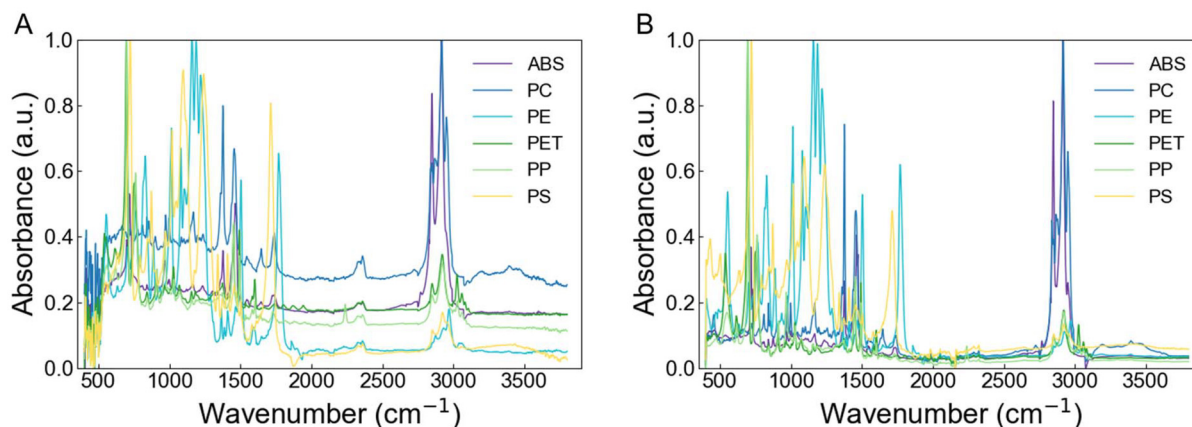 A
1.0
0.8
0.6
0.4
0.2
0.0
Absorbance (a.u.)
500 1000 1500 2000 2500 3000 3500
Wavenumber (cm⁻¹)
ABS
PC
PE
PET
PP
PS
B
1.0
0.8
0.6
0.4
0.2
0.0
Absorbance (a.u.)
500 1000 1500 2000 2500 3000 3500
Wavenumber (cm⁻¹)
ABS
PC
PE
PET
PP
PS